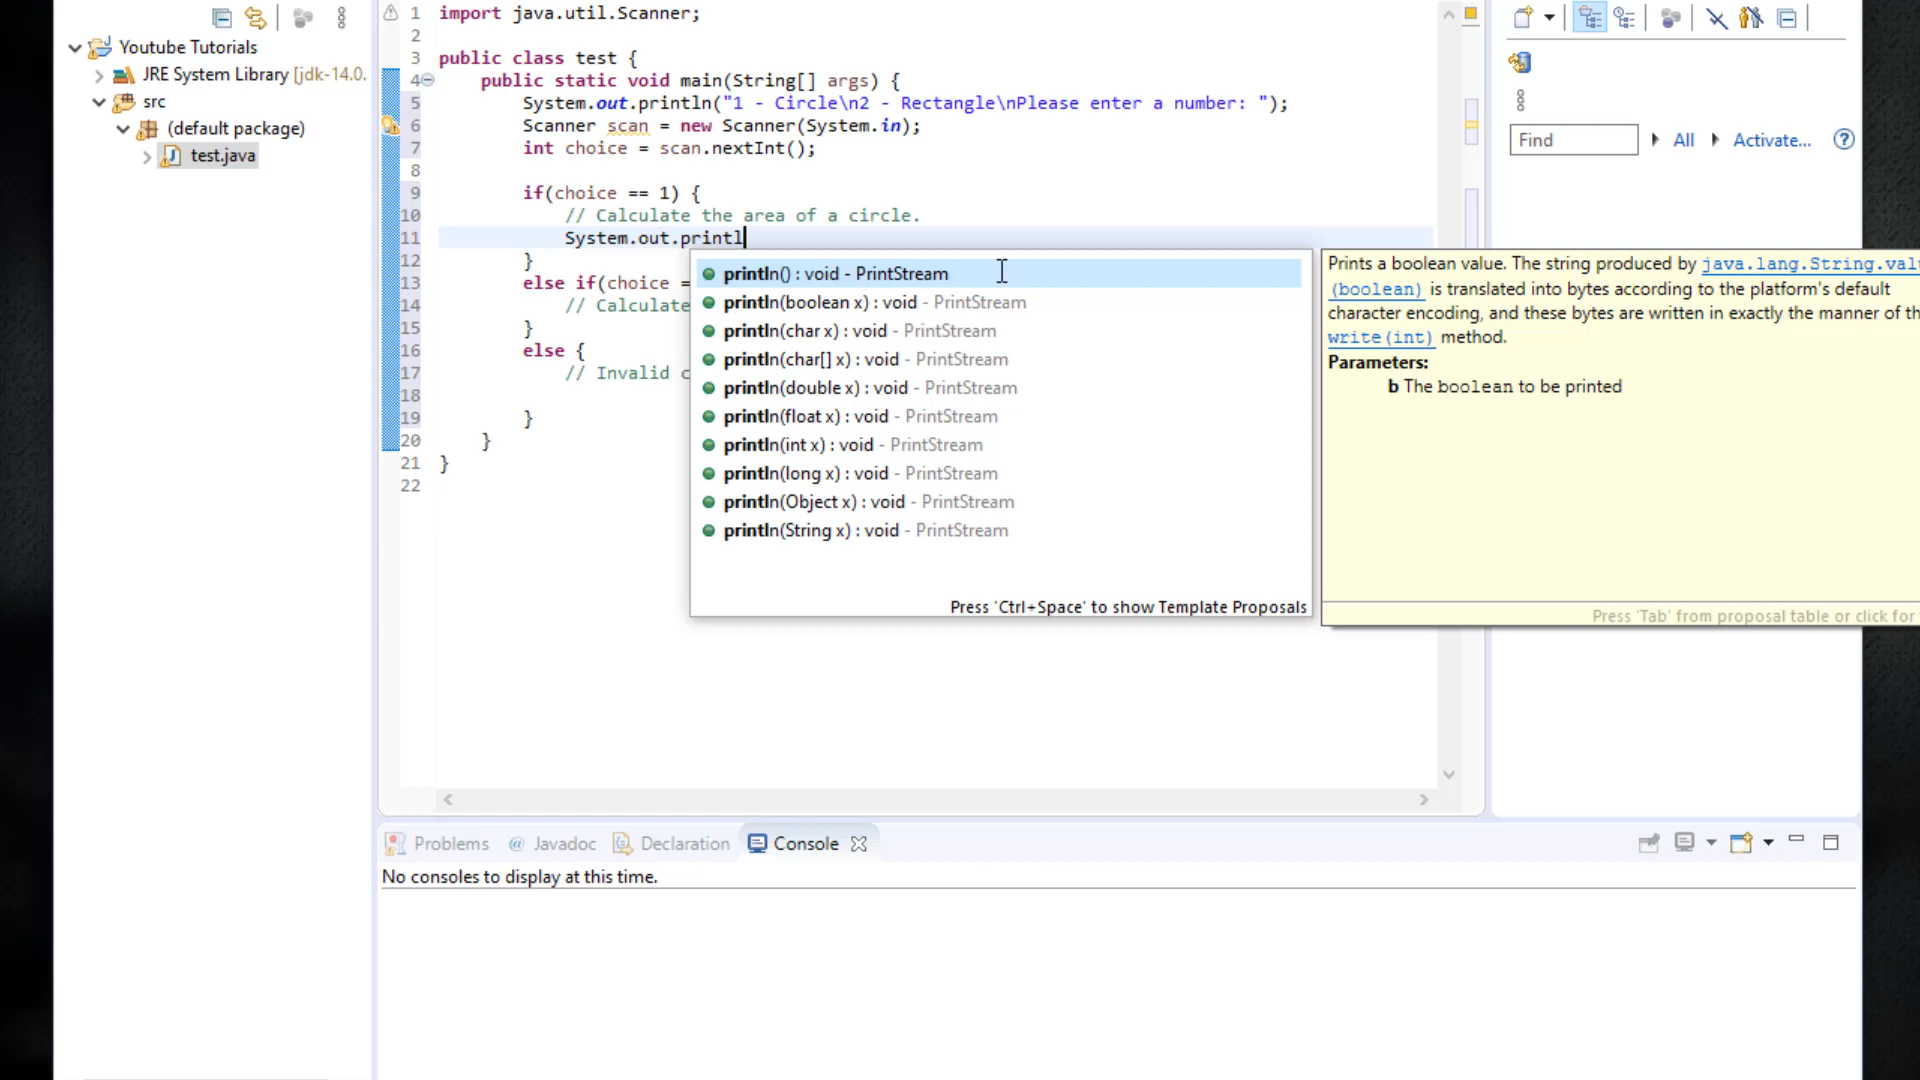 Youtube Tutorials
JRE System Library [jdk-14.0.
src
(default package)
test.java
1 import java.util.Scanner;
2
3 public class test {
4 public static void main(String[] args) {
5 System.out.println("1 - Circle\n2 - Rectangle\nPlease enter a number: ");
6 Scanner scan = new Scanner(System.in);
7 int choice = scan.nextInt();
8
9 if(choice == 1) {
10 // Calculate the area of a circle.
11 System.out.printl
12 }
13 else if(choice =
14 // Calculate
15 }
16 else {
17 // Invalid c
18
19 }
20 }
21 }
22
println() : void - PrintStream
println(boolean x) : void - PrintStream
println(char x) : void - PrintStream
println(char[] x) : void - PrintStream
println(double x) : void - PrintStream
println(float x) : void - PrintStream
println(int x) : void - PrintStream
println(long x) : void - PrintStream
println(Object x) : void - PrintStream
println(String x) : void - PrintStream
Press 'Ctrl+Space' to show Template Proposals
Prints a boolean value. The string produced by java.lang.String.val
(boolean) is translated into bytes according to the platform's default
character encoding, and these bytes are written in exactly the manner of th
write(int) method.
Parameters:
b The boolean to be printed
Press 'Tab' from proposal table or click for
Find All Activate... ?
Problems @ Javadoc Declaration Console
No consoles to display at this time.